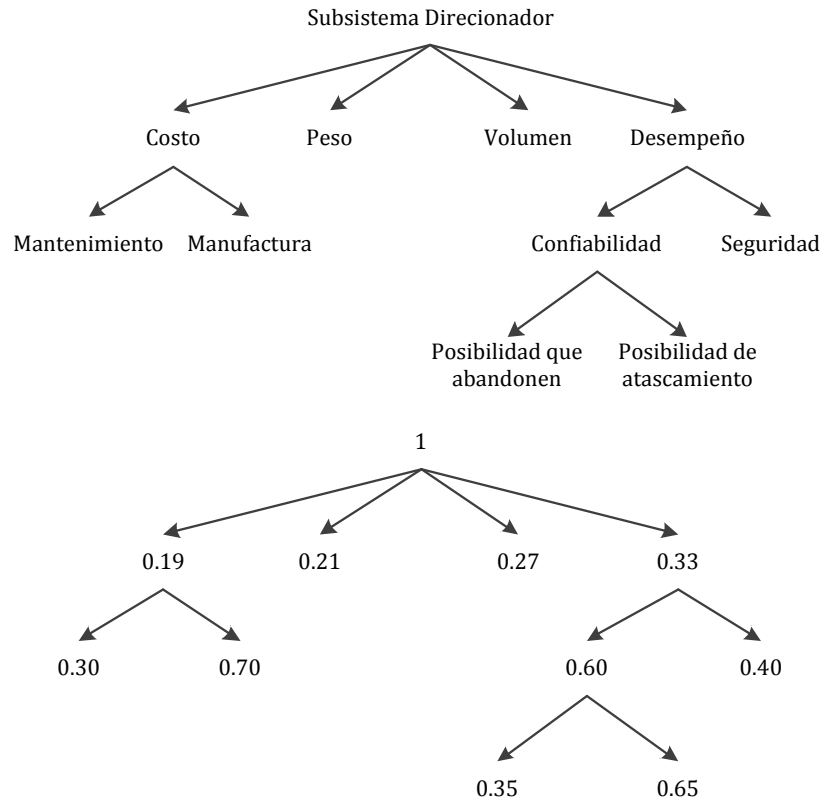 Subsistema Direcionador
Costo Peso Volumen Desempeño
Mantenimiento Manufactura Confiabilidad Seguridad
Posibilidad que abandonen
Posibilidad de atascamiento
1
0.19 0.21 0.27 0.33
0.30 0.70 0.60 0.40
0.35 0.65